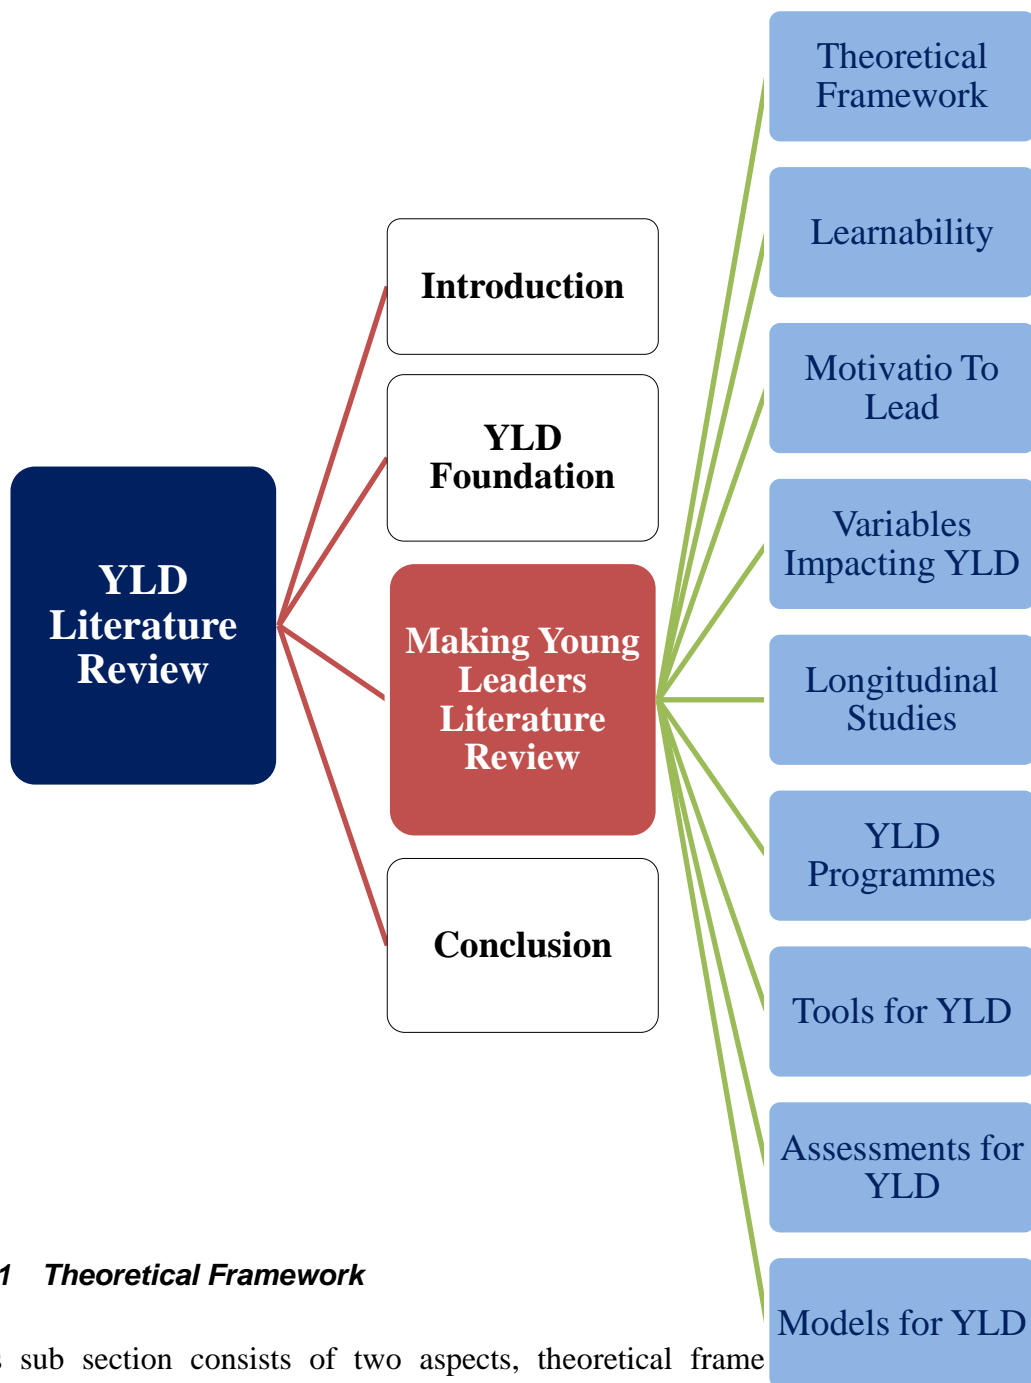 YLD
Literature
Review
Introduction
YLD
Foundation
Making Young
Leaders
Literature
Review
Conclusion
Theoretical
Framework
Learnability
Motivatio To
Lead
Variables
Impacting YLD
Longitudinal
Studies
YLD
Programmes
Tools for YLD
Assessments for
YLD
Models for YLD
1 Theoretical Framework
s sub section consists of two aspects, theoretical frame